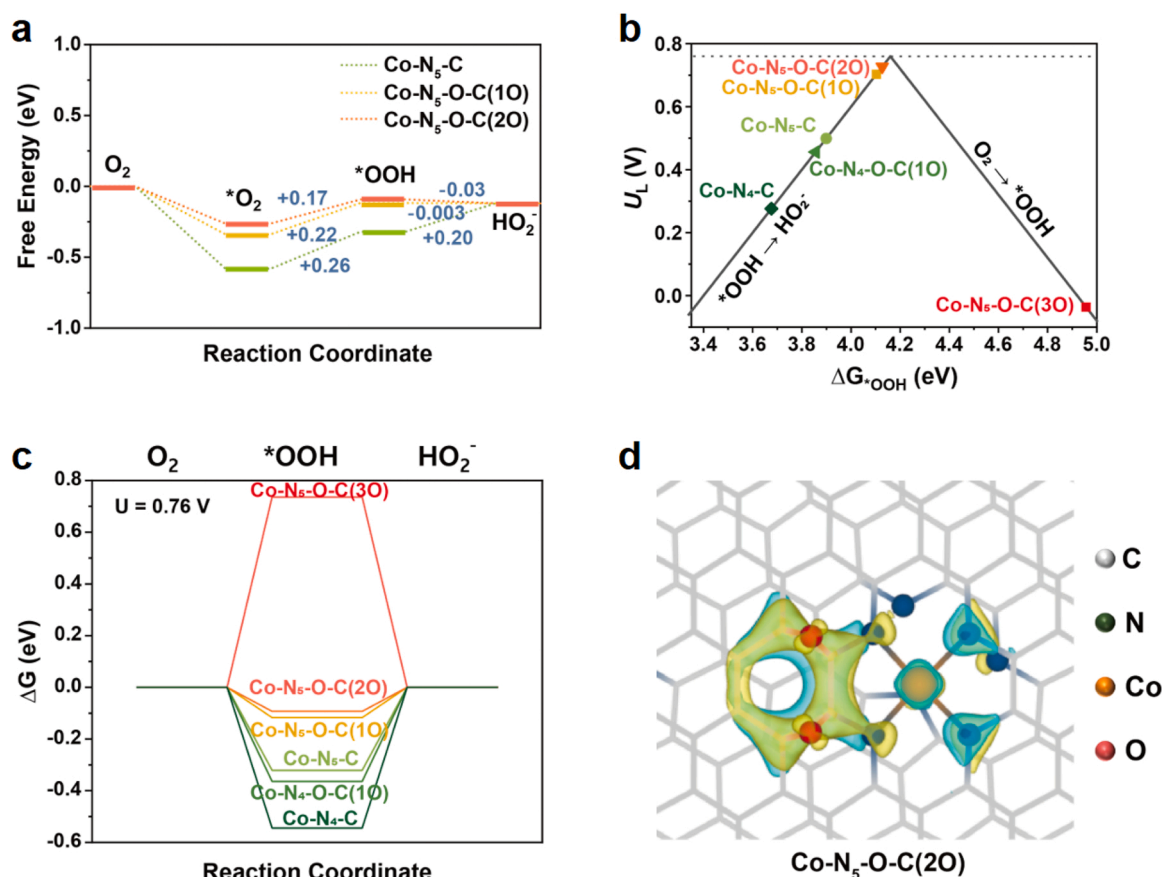 a
Free Energy (eV)
1.0
0.5
0.0
-0.5
-1.0
Co-N₅-C
Co-N₅-O-C(1O)
Co-N₅-O-C(2O)
O₂
*O₂
*OOH
HO₂⁻
+0.17
-0.03
-0.003
+0.22
+0.20
+0.26
Reaction Coordinate
b
U_L (V)
0.8
0.6
0.4
0.2
0.0
Co-N₅-O-C(2O)
Co-N₅-O-C(1O)
Co-N₅-C
Co-N₄-O-C(1O)
Co-N₄-C
*OOH → HO₂⁻
O₂ → *OOH
Co-N₅-O-C(3O)
3.4 3.6 3.8 4.0 4.2 4.4 4.6 4.8 5.0
ΔG*OOH (eV)
c
O₂ *OOH HO₂⁻
ΔG (eV)
0.8
0.6
0.4
0.2
0.0
-0.2
-0.4
-0.6
U = 0.76 V
Co-N₅-O-C(3O)
Co-N₅-O-C(2O)
Co-N₅-O-C(1O)
Co-N₅-C
Co-N₄-O-C(1O)
Co-N₄-C
Reaction Coordinate
d
C
N
Co
O
Co-N₅-O-C(2O)